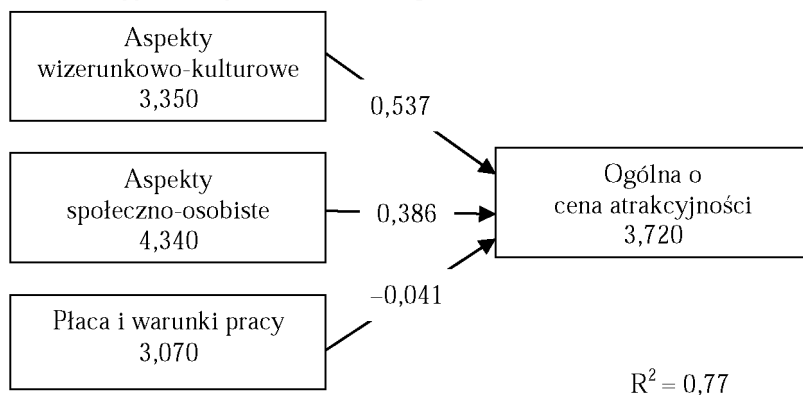 Aspekty
wizerunkowo-kulturowe
3,350
0,537
Aspekty
społeczno-osobiste
4,340
0,386
Ogólna o
cena atrakcyjności
3,720
–0,041
Płaca i warunki pracy
3,070
R² = 0,77